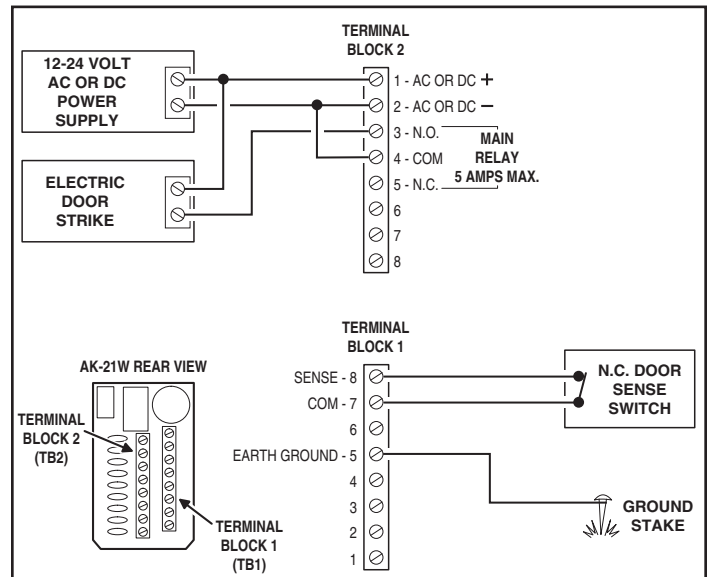 TERMINAL
BLOCK 2
12-24 VOLT
AC OR DC
POWER
SUPPLY
1 - AC OR DC +
2 - AC OR DC −
3 - N.O.
4 - COM
5 - N.C.
6
7
8
MAIN
RELAY
5 AMPS MAX.
ELECTRIC
DOOR
STRIKE
TERMINAL
BLOCK 1
SENSE - 8
COM - 7
6
EARTH GROUND - 5
4
3
2
1
N.C. DOOR
SENSE
SWITCH
GROUND
STAKE
AK-21W REAR VIEW
TERMINAL
BLOCK 2
(TB2)
TERMINAL
BLOCK 1
(TB1)